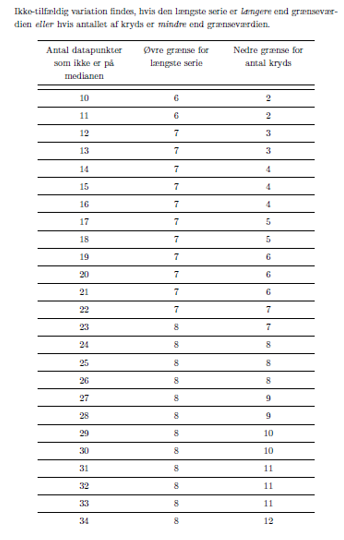 Ikke-tilfældig variation findes, hvis den længste serie er længere end grænsevær-
dien eller hvis antallet af kryds er mindre end grænseværdien.
Antal datapunkter Øvre grænse for Nedre grænse for
som ikke er på længste serie antal kryds
medianen
10 6 2
11 6 2
12 7 3
13 7 3
14 7 4
15 7 4
16 7 4
17 7 5
18 7 5
19 7 6
20 7 6
21 7 6
22 7 7
23 8 7
24 8 8
25 8 8
26 8 8
27 8 9
28 8 9
29 8 10
30 8 10
31 8 11
32 8 11
33 8 11
34 8 12